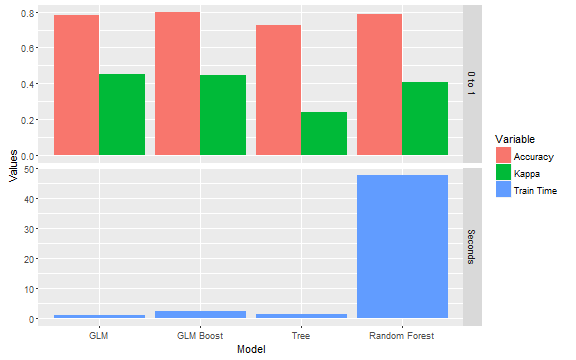 0.8
0.6
0.4
0.2
0.0
0 to 1
Values
50
40
30
20
10
0
Seconds
GLM
GLM Boost
Tree
Random Forest
Model
Variable
Accuracy
Kappa
Train Time